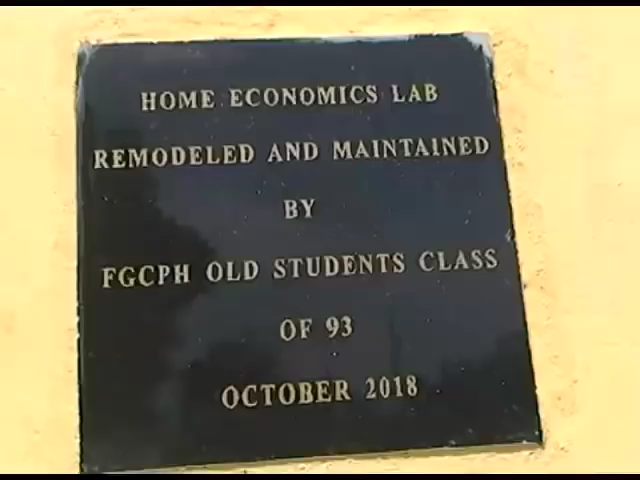 HOME ECONOMICS LAB
REMODELED AND MAINTAINED
BY
FGCPH OLD STUDENTS CLASS
OF 93
OCTOBER 2018